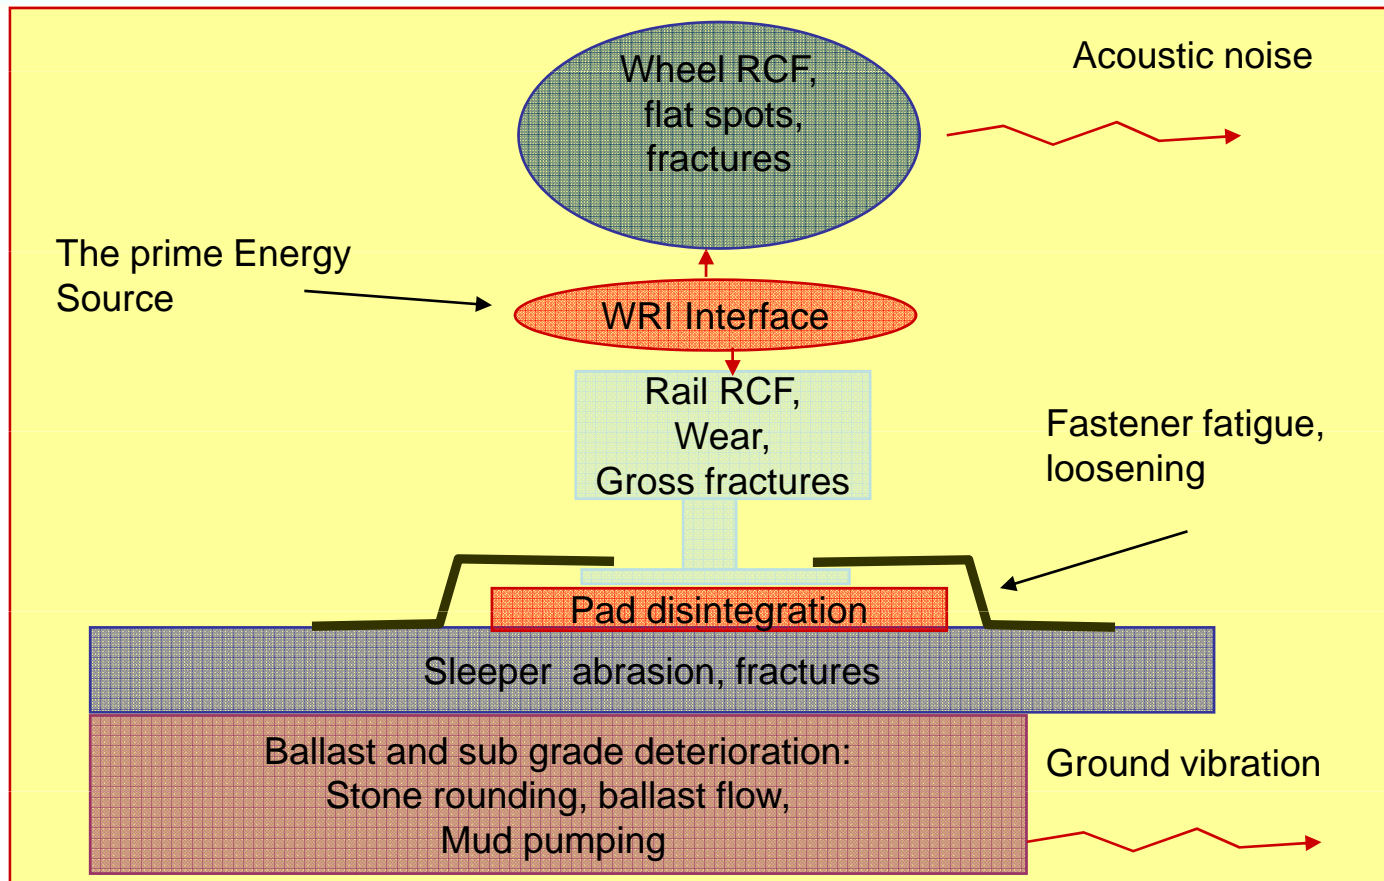 Wheel RCF,
flat spots,
fractures
Acoustic noise
The prime Energy
Source
WRI Interface
Rail RCF,
Wear,
Gross fractures
Fastener fatigue,
loosening
Pad disintegration
Sleeper  abrasion, fractures
Ballast and sub grade deterioration:
Stone rounding, ballast flow,
Mud pumping
Ground vibration